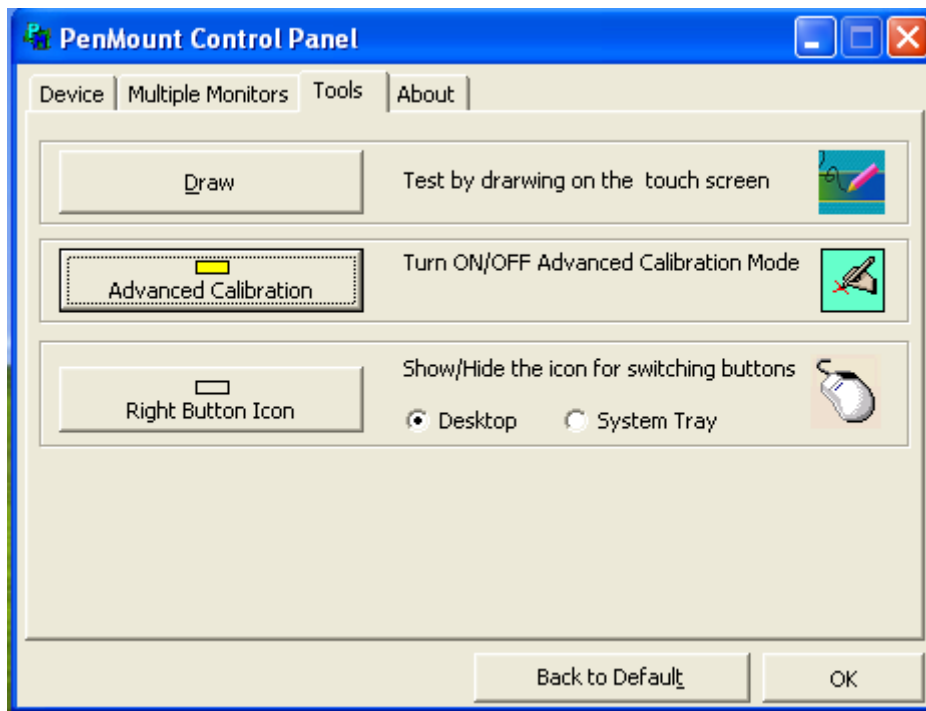 PenMount Control Panel
Device Multiple Monitors Tools About
Draw Test by drarwing on the touch screen
Advanced Calibration Turn ON/OFF Advanced Calibration Mode
Right Button Icon Show/Hide the icon for switching buttons
Desktop System Tray
Back to Default OK